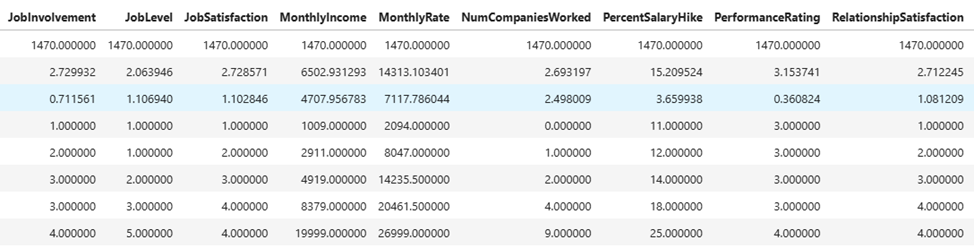 JobInvolvement JobLevel JobSatisfaction MonthlyIncome MonthlyRate NumCompaniesWorked PercentSalaryHike PerformanceRating RelationshipSatisfaction
1470.000000 1470.000000 1470.000000 1470.000000 1470.000000 1470.000000 1470.000000 1470.000000 1470.000000
2.729932 2.063946 2.728571 6502.931293 14313.103401 2.693197 15.209524 3.153741 2.712245
0.711561 1.106940 1.102846 4707.956783 7117.786044 2.498009 3.659938 0.360824 1.081209
1.000000 1.000000 1.000000 1009.000000 2094.000000 0.000000 11.000000 3.000000 1.000000
2.000000 1.000000 2.000000 2911.000000 8047.000000 1.000000 12.000000 3.000000 2.000000
3.000000 2.000000 3.000000 4919.000000 14235.500000 2.000000 14.000000 3.000000 3.000000
3.000000 3.000000 4.000000 8379.000000 20461.500000 4.000000 18.000000 3.000000 4.000000
4.000000 5.000000 4.000000 19999.000000 26999.000000 9.000000 25.000000 4.000000 4.000000